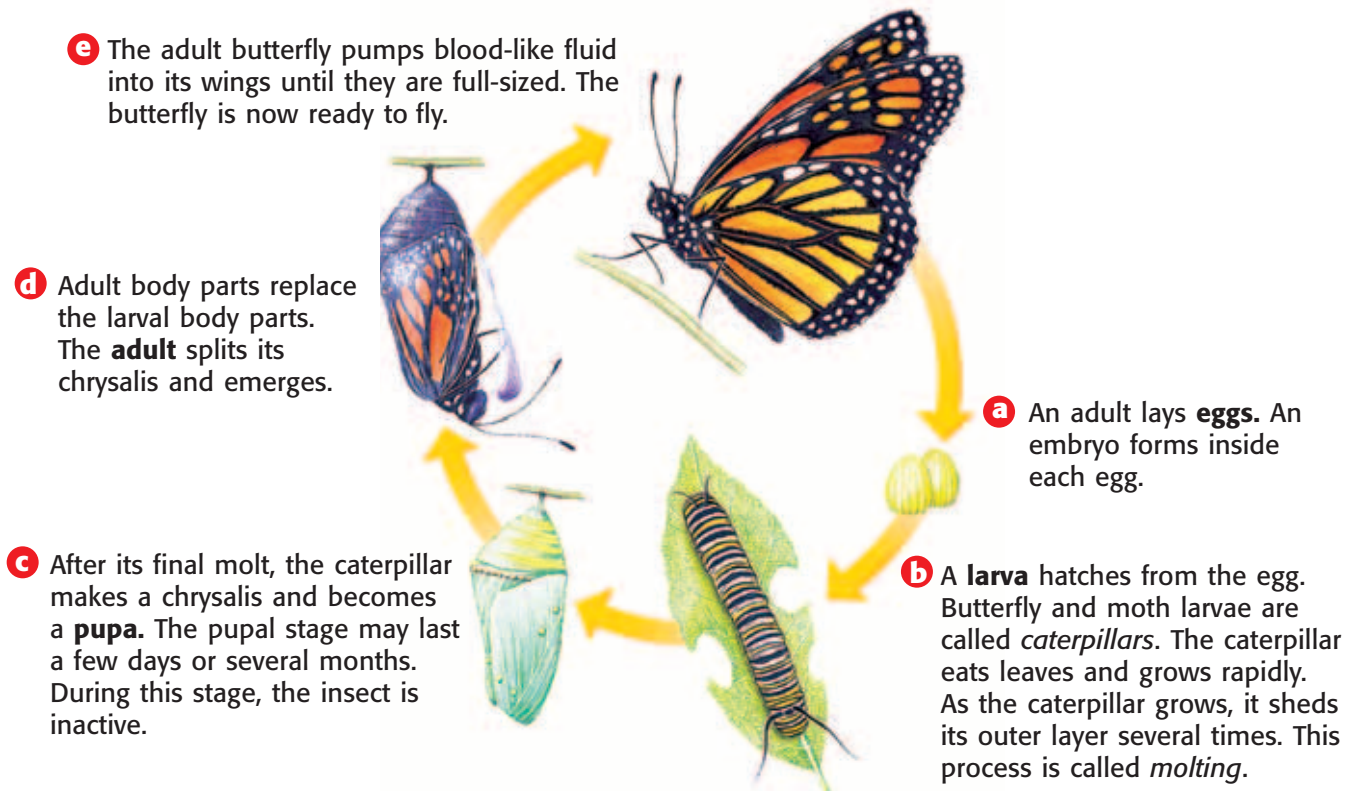 e The adult butterfly pumps blood-like fluid
into its wings until they are full-sized. The
butterfly is now ready to fly.
d Adult body parts replace
the larval body parts.
The adult splits its
chrysalis and emerges.
a An adult lays eggs. An
embryo forms inside
each egg.
c After its final molt, the caterpillar
makes a chrysalis and becomes
a pupa. The pupal stage may last
a few days or several months.
During this stage, the insect is
inactive.
b A larva hatches from the egg.
Butterfly and moth larvae are
called caterpillars. The caterpillar
eats leaves and grows rapidly.
As the caterpillar grows, it sheds
its outer layer several times. This
process is called molting.